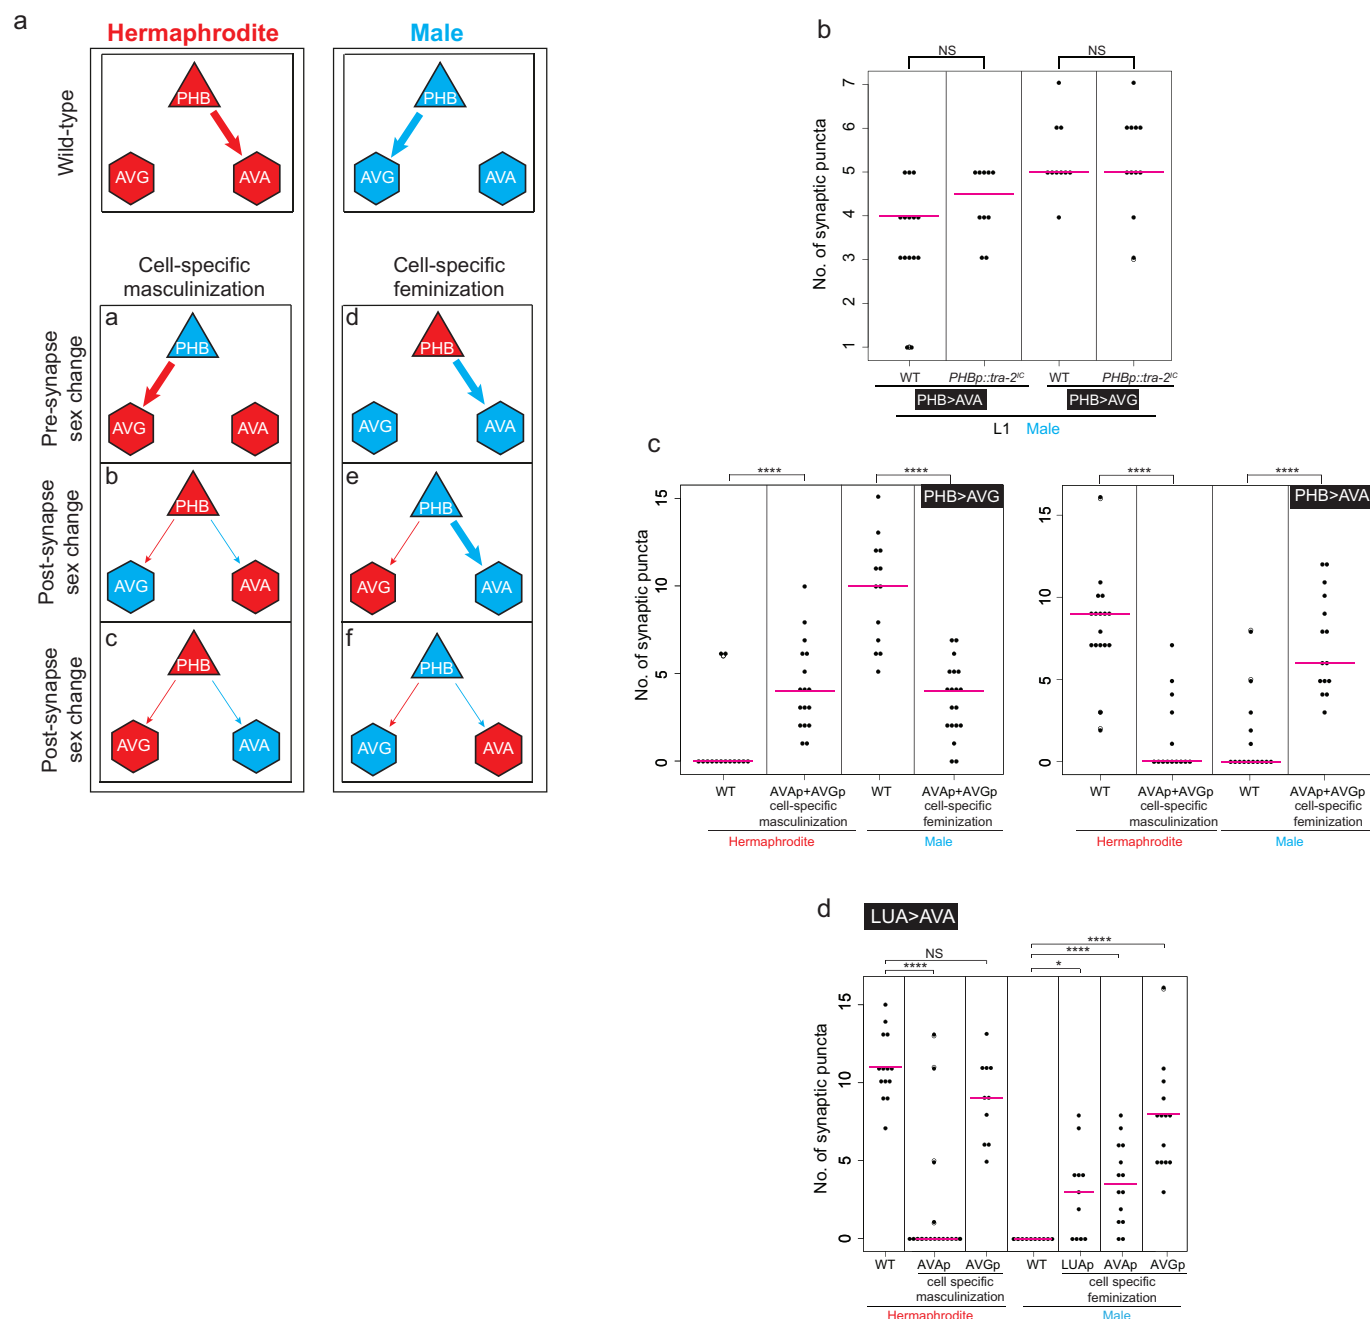 a
Hermaphrodite
Male
Wild-type
PHB
AVG
AVA
PHB
AVG
AVA
Cell-specific
masculinization
Cell-specific
feminization
Pre-synapse
sex change
a
PHB
AVG
AVA
d
PHB
AVG
AVA
Post-synapse
sex change
b
PHB
AVG
AVA
e
PHB
AVG
AVA
Post-synapse
sex change
c
PHB
AVG
AVA
f
PHB
AVG
AVA
b
NS
NS
No. of synaptic puncta
7
6
5
4
3
2
1
WT
PHBp::tra-2^IC
WT
PHBp::tra-2^IC
PHB>AVA
PHB>AVG
L1 Male
c
****
****
PHB>AVG
No. of synaptic puncta
15
10
5
0
WT
AVAp+AVGp
cell-specific
masculinization
WT
AVAp+AVGp
cell-specific
feminization
Hermaphrodite
Male
****
****
PHB>AVA
15
10
5
0
WT
AVAp+AVGp
cell-specific
masculinization
WT
AVAp+AVGp
cell-specific
feminization
Hermaphrodite
Male
d
LUA>AVA
NS
****
****
****
*
No. of synaptic puncta
15
10
5
0
WT
AVAp
AVGp
WT
LUAp
AVAp
AVGp
cell specific
masculinization
cell specific
feminization
Hermaphrodite
Male